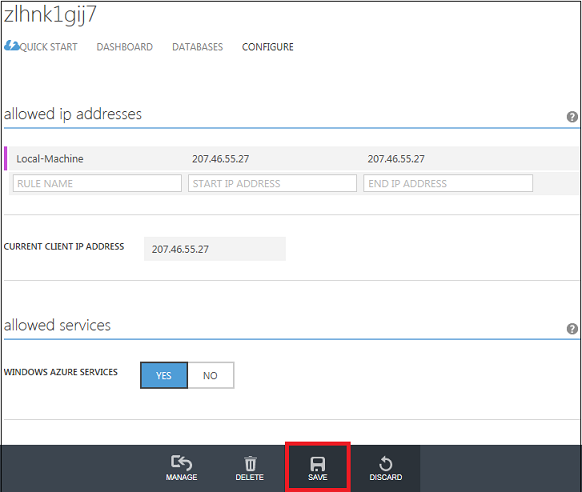 zlhnk1gij7
QUICK START DASHBOARD DATABASES CONFIGURE
allowed ip addresses
?
Local-Machine 207.46.55.27 207.46.55.27
RULE NAME START IP ADDRESS END IP ADDRESS
CURRENT CLIENT IP ADDRESS 207.46.55.27
allowed services
?
WINDOWS AZURE SERVICES YES NO
MANAGE DELETE SAVE DISCARD